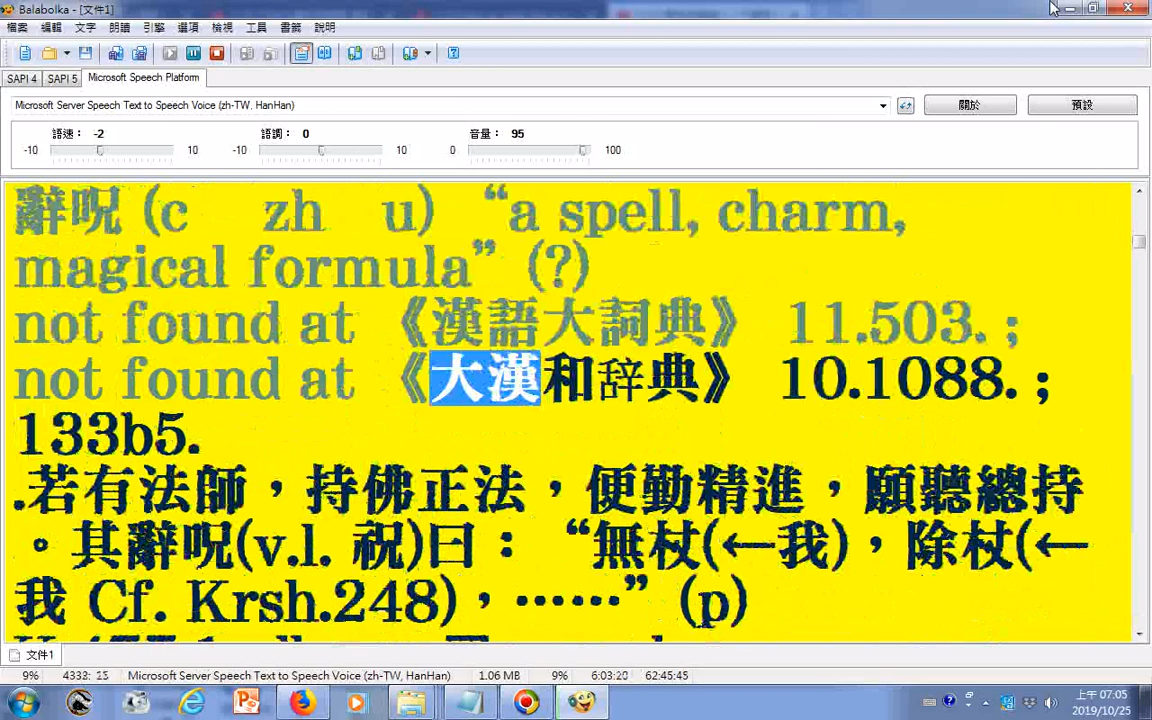 Balabolka - [文件1]
檔案 編輯 文字 朗讀 引擎 選項 檢視 工具 書籤 說明
SAPI 4 SAPI 5 Microsoft Speech Platform
Microsoft Server Speech Text to Speech Voice (zh-TW, HanHan) 關於 預設
語速： -2 語調： 0 音量： 95
-10 10 -10 10 0 100
辭呪 (c zh u) “a spell, charm,
magical formula” (?)
not found at 《漢語大詞典》 11.503. ;
not found at 《大漢和辞典》 10.1088. ;
133b5.
.若有法師，持佛正法，便勤精進，願聽總持
。其辭呪(v.l. 祝)曰：“無杖(←我)，除杖(←
我 Cf. Krsh.248)，……” (p)
文件1
9% 4332: 15 Microsoft Server Speech Text to Speech Voice (zh-TW, HanHan) 1.06 MB 9% 6:03:20 62:45:45
上午 07:05
2019/10/25